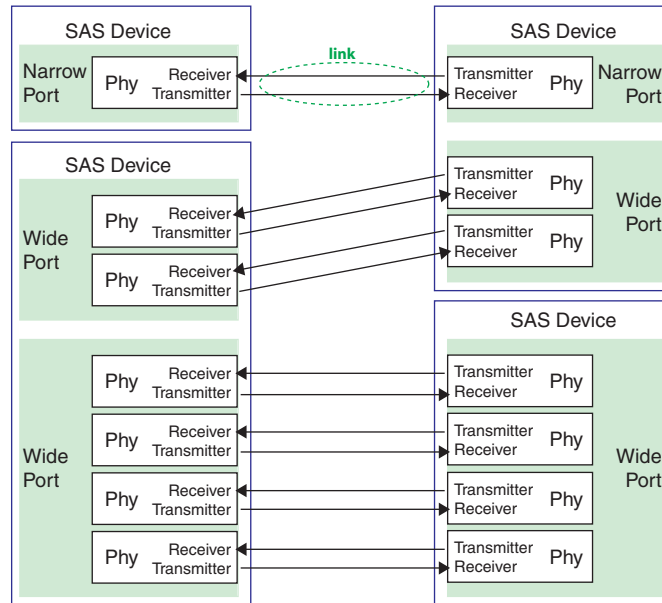 SAS Device
Narrow
Port
Phy
Receiver
Transmitter
link
SAS Device
Transmitter
Receiver
Phy
Narrow
Port
SAS Device
Wide
Port
Phy
Receiver
Transmitter
Phy
Receiver
Transmitter
Transmitter
Receiver
Phy
Transmitter
Receiver
Phy
Wide
Port
Wide
Port
Phy
Receiver
Transmitter
Phy
Receiver
Transmitter
Phy
Receiver
Transmitter
Phy
Receiver
Transmitter
SAS Device
Transmitter
Receiver
Phy
Transmitter
Receiver
Phy
Transmitter
Receiver
Phy
Transmitter
Receiver
Phy
Wide
Port